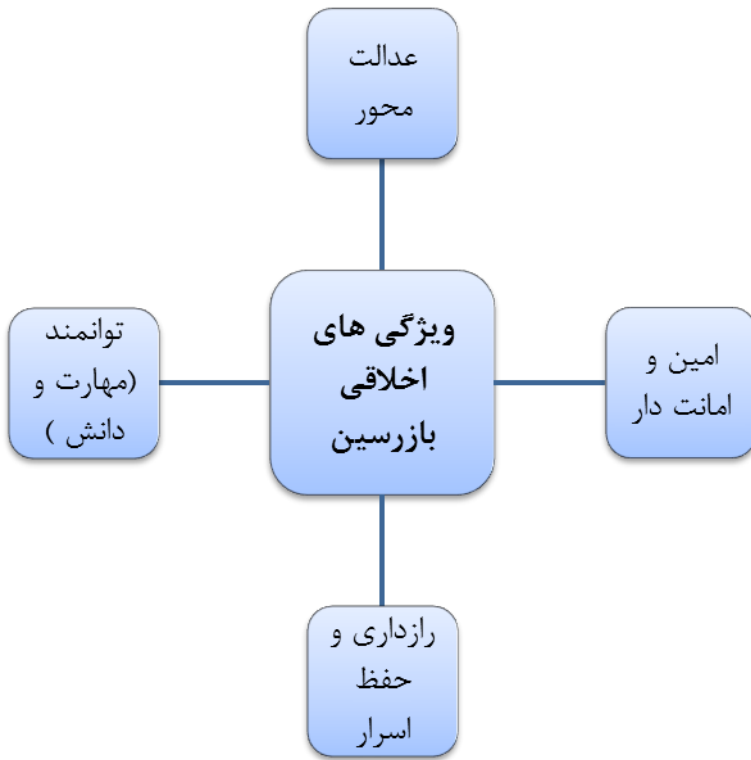 عدالت
محور
ویژگی های
اخلاقی
بازرسین
امین و
امانت دار
توانمند
(مهارت و
دانش )
رازداری و
حفظ
اسرار